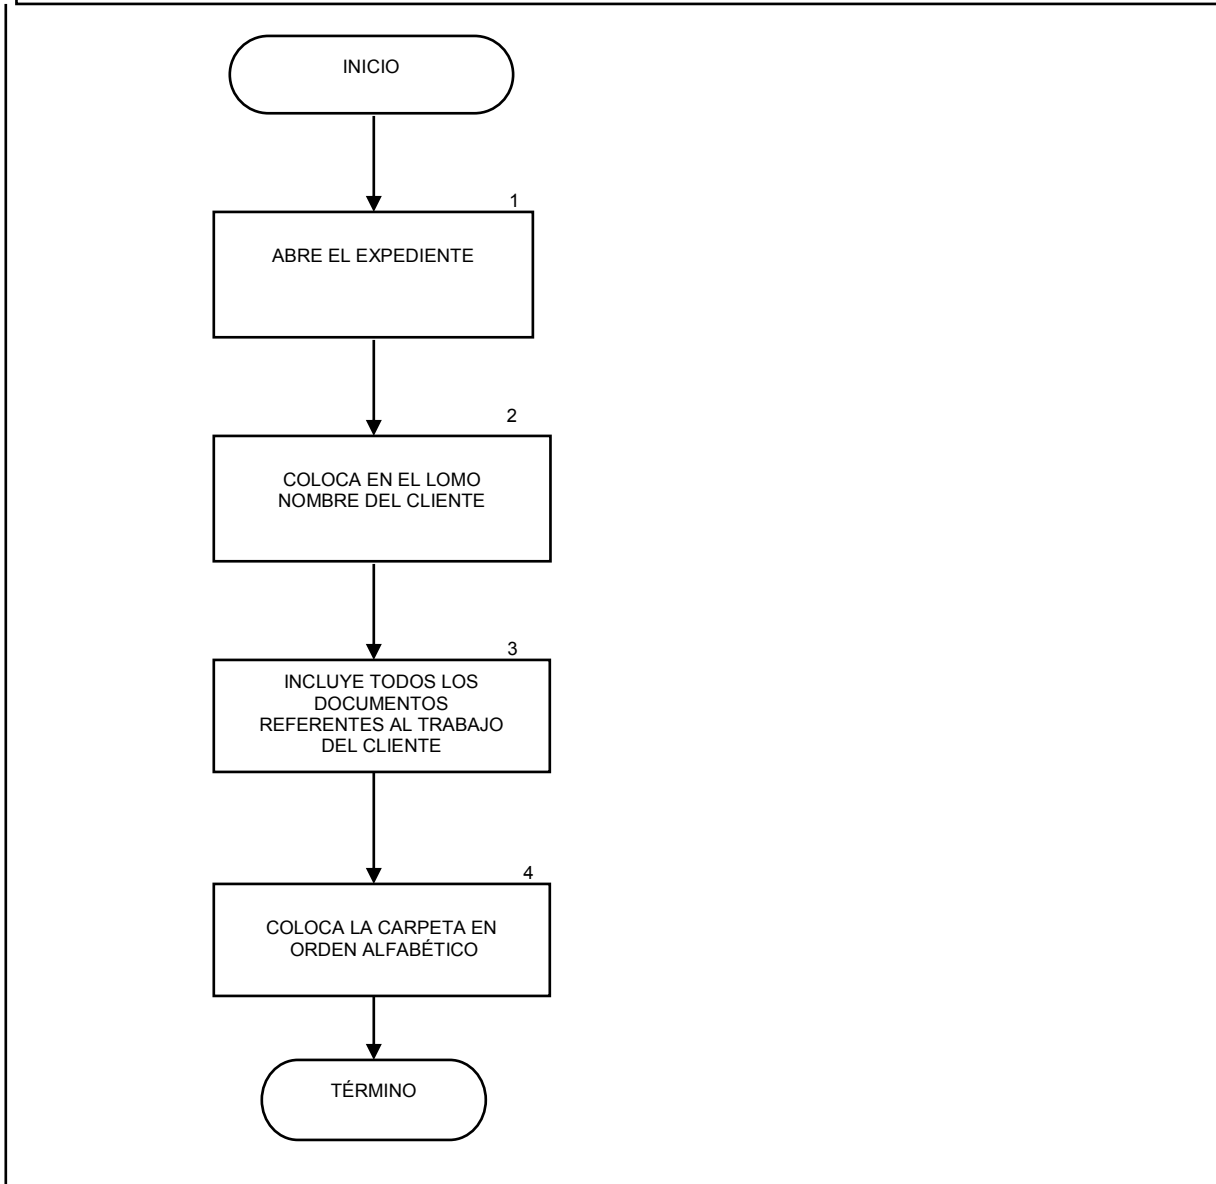 INICIO
1
ABRE EL EXPEDIENTE
2
COLOCA EN EL LOMO
NOMBRE DEL CLIENTE
3
INCLUYE TODOS LOS
DOCUMENTOS
REFERENTES AL TRABAJO
DEL CLIENTE
4
COLOCA LA CARPETA EN
ORDEN ALFABÉTICO
TÉRMINO